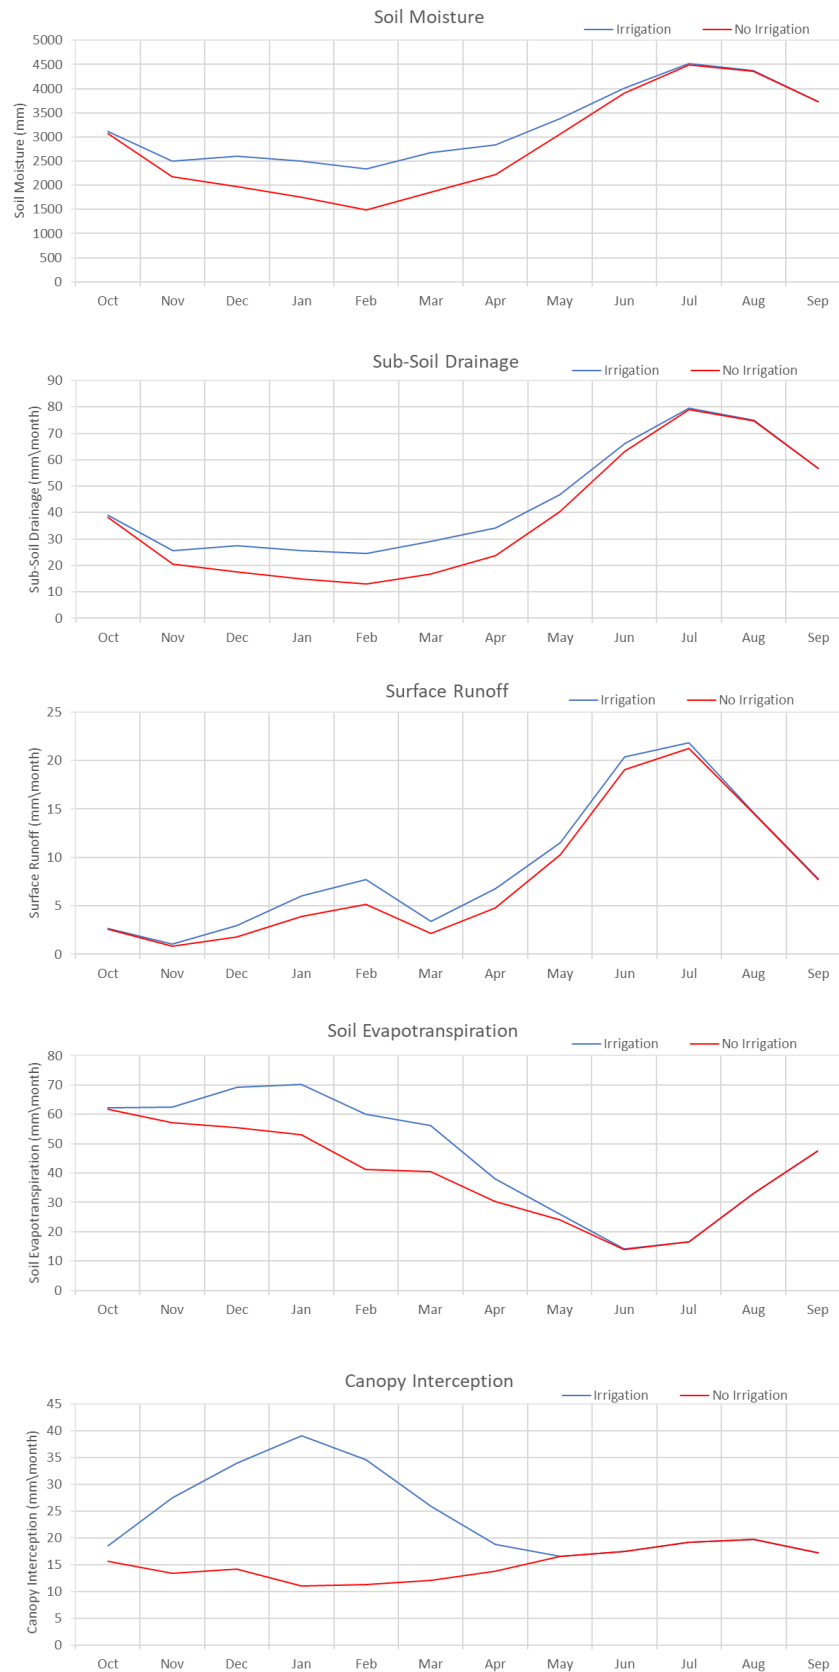 Soil Moisture
Irrigation No Irrigation
Soil Moisture (mm)
5000
4500
4000
3500
3000
2500
2000
1500
1000
500
0
Oct Nov Dec Jan Feb Mar Apr May Jun Jul Aug Sep
Sub-Soil Drainage
Irrigation No Irrigation
Sub-Soil Drainage (mm\month)
90
80
70
60
50
40
30
20
10
0
Oct Nov Dec Jan Feb Mar Apr May Jun Jul Aug Sep
Surface Runoff
Irrigation No Irrigation
Surface Runoff (mm\month)
25
20
15
10
5
0
Oct Nov Dec Jan Feb Mar Apr May Jun Jul Aug Sep
Soil Evapotranspiration
Irrigation No Irrigation
Soil Evapotranspiration (mm\month)
80
70
60
50
40
30
20
10
0
Oct Nov Dec Jan Feb Mar Apr May Jun Jul Aug Sep
Canopy Interception
Irrigation No Irrigation
Canopy Interception (mm\month)
45
40
35
30
25
20
15
10
5
0
Oct Nov Dec Jan Feb Mar Apr May Jun Jul Aug Sep